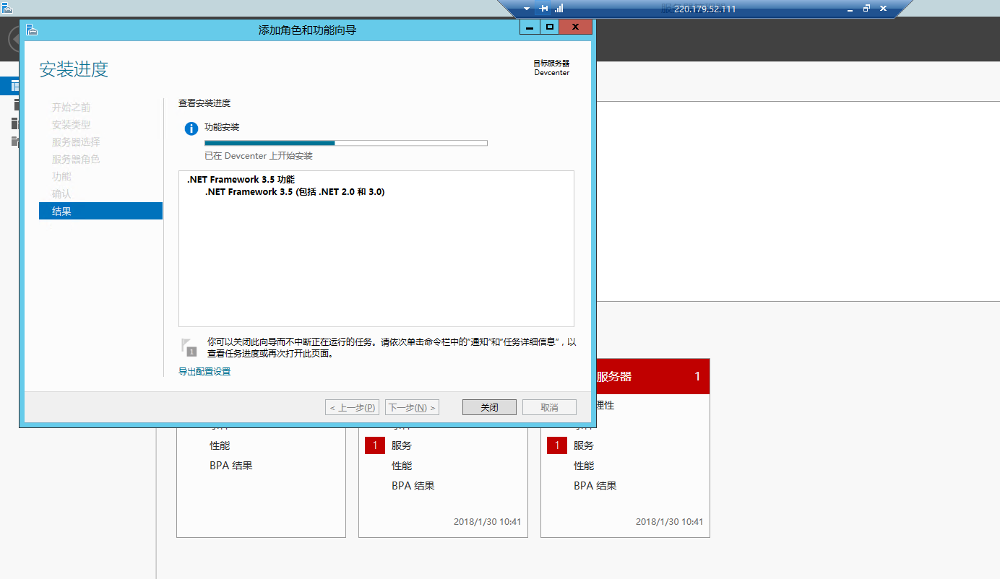 220.179.52.111
添加角色和功能向导
安装进度
目标服务器
Devcenter
开始之前
安装类型
服务器选择
服务器角色
功能
确认
结果
查看安装进度
功能安装
已在 Devcenter 上开始安装
.NET Framework 3.5 功能
.NET Framework 3.5 (包括 .NET 2.0 和 3.0)
1
你可以关闭此向导而不中断正在运行的任务。请依次单击命令栏中的"通知"和"任务详细信息"，以
查看任务进度或再次打开此页面。
导出配置设置
< 上一步(P)
下一步(N) >
关闭
取消
服务器 1
理性
性能
BPA 结果
1 服务
性能
BPA 结果
2018/1/30 10:41
1 服务
性能
BPA 结果
2018/1/30 10:41